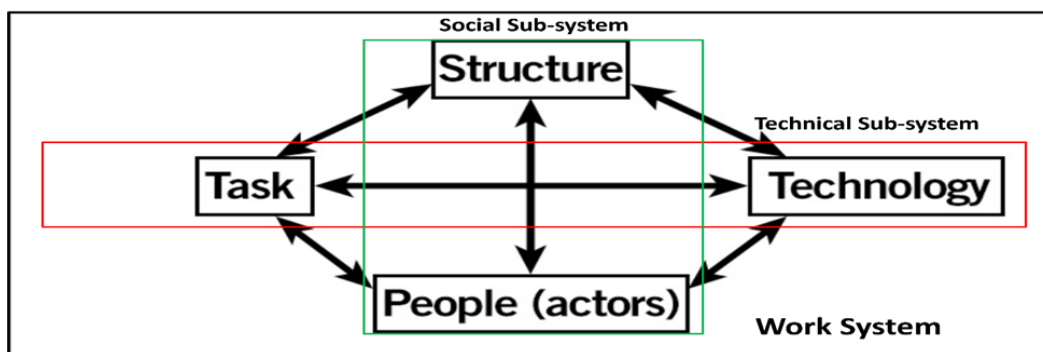 Social Sub-system
Structure
Technical Sub-system
Task
Technology
People (actors)
Work System